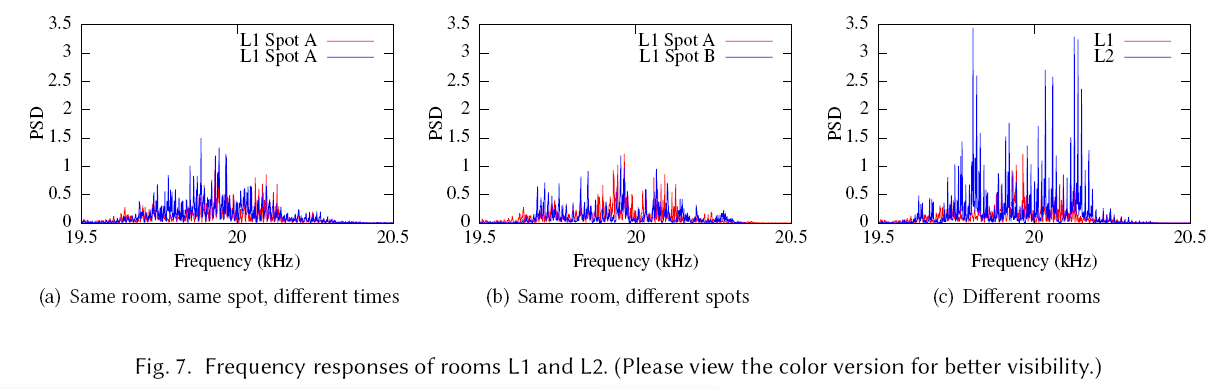 3.5
3
2.5
2
1.5
1
0.5
0
PSD
L1 Spot A
L1 Spot A
19.5 20 20.5
Frequency (kHz)
(a) Same room, same spot, different times
3.5
3
2.5
2
1.5
1
0.5
0
PSD
L1 Spot A
L1 Spot B
19.5 20 20.5
Frequency (kHz)
(b) Same room, different spots
3.5
3
2.5
2
1.5
1
0.5
0
PSD
L1
L2
19.5 20 20.5
Frequency (kHz)
(c) Different rooms
Fig. 7. Frequency responses of rooms L1 and L2. (Please view the color version for better visibility.)